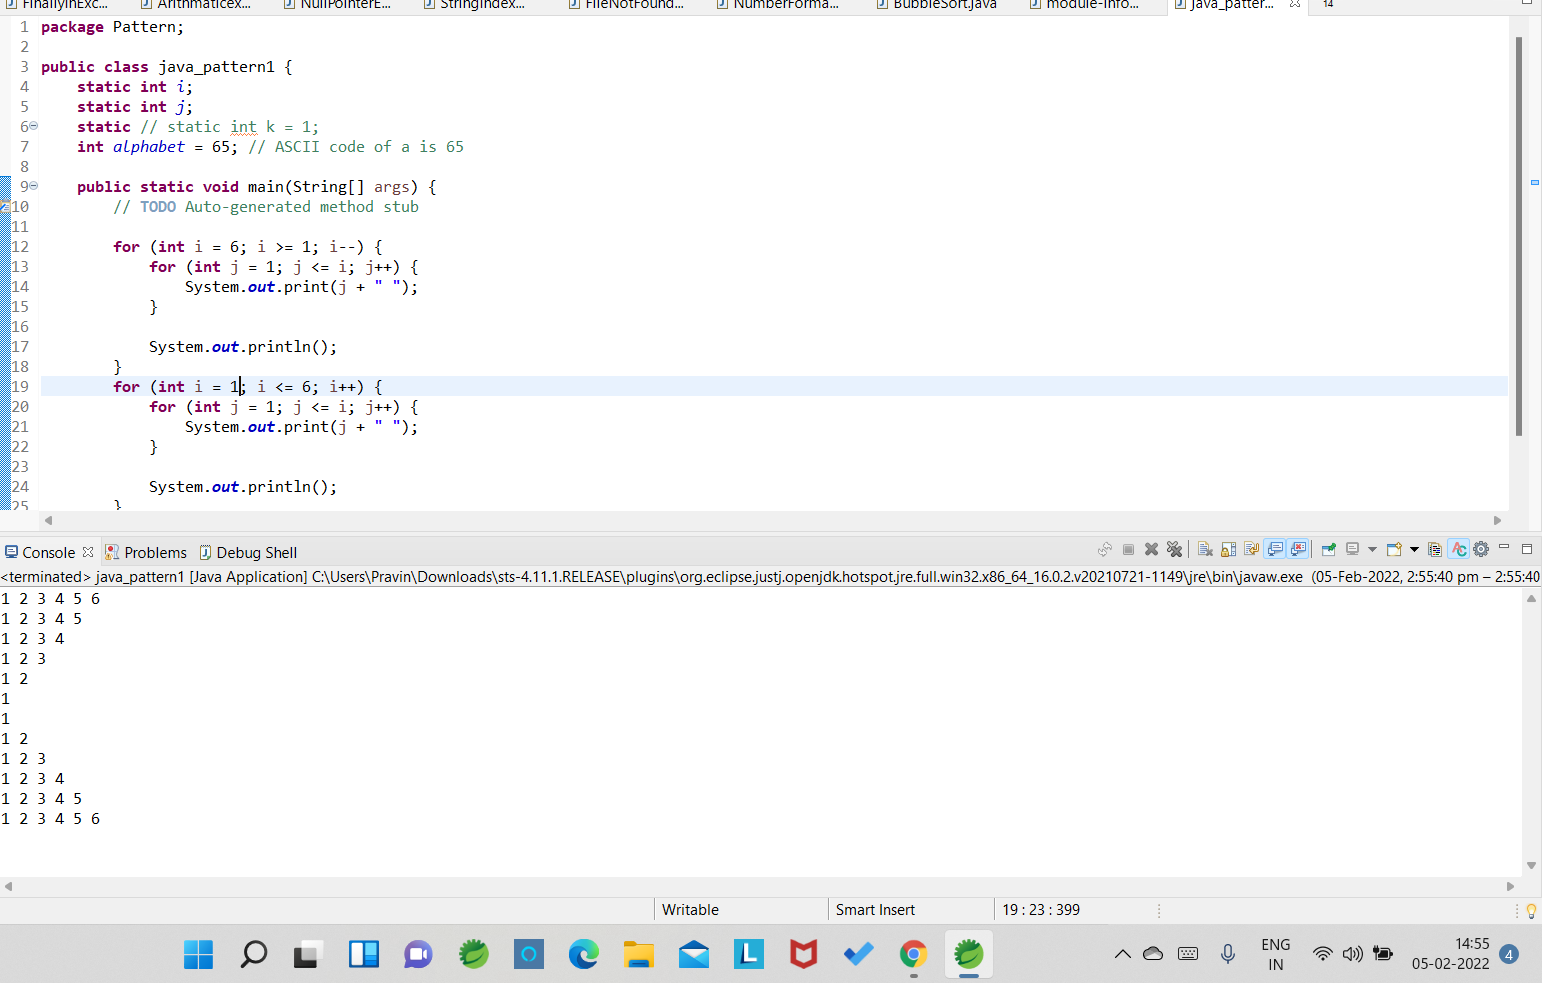 FinallyInExc... ArithmaticEx... NullPointerE... StringIndex... FileNotFound... NumberForma... BubbleSort.java module-info... java_patter... 14
1 package Pattern;
2
3 public class java_pattern1 {
4 static int i;
5 static int j;
6 static // static int k = 1;
7 int alphabet = 65; // ASCII code of a is 65
8
9 public static void main(String[] args) {
10 // TODO Auto-generated method stub
11
12 for (int i = 6; i >= 1; i--) {
13 for (int j = 1; j <= i; j++) {
14 System.out.print(j + " ");
15 }
16
17 System.out.println();
18 }
19 for (int i = 1; i <= 6; i++) {
20 for (int j = 1; j <= i; j++) {
21 System.out.print(j + " ");
22 }
23
24 System.out.println();
25 }
Console Problems Debug Shell
<terminated> java_pattern1 [Java Application] C:\Users\Pravin\Downloads\sts-4.11.1.RELEASE\plugins\org.eclipse.justj.openjdk.hotspot.jre.full.win32.x86_64_16.0.2.v20210721-1149\jre\bin\javaw.exe (05-Feb-2022, 2:55:40 pm – 2:55:40
1 2 3 4 5 6
1 2 3 4 5
1 2 3 4
1 2 3
1 2
1
1
1 2
1 2 3
1 2 3 4
1 2 3 4 5
1 2 3 4 5 6
Writable Smart Insert 19 : 23 : 399
L
ENG
IN
14:55
05-02-2022
4